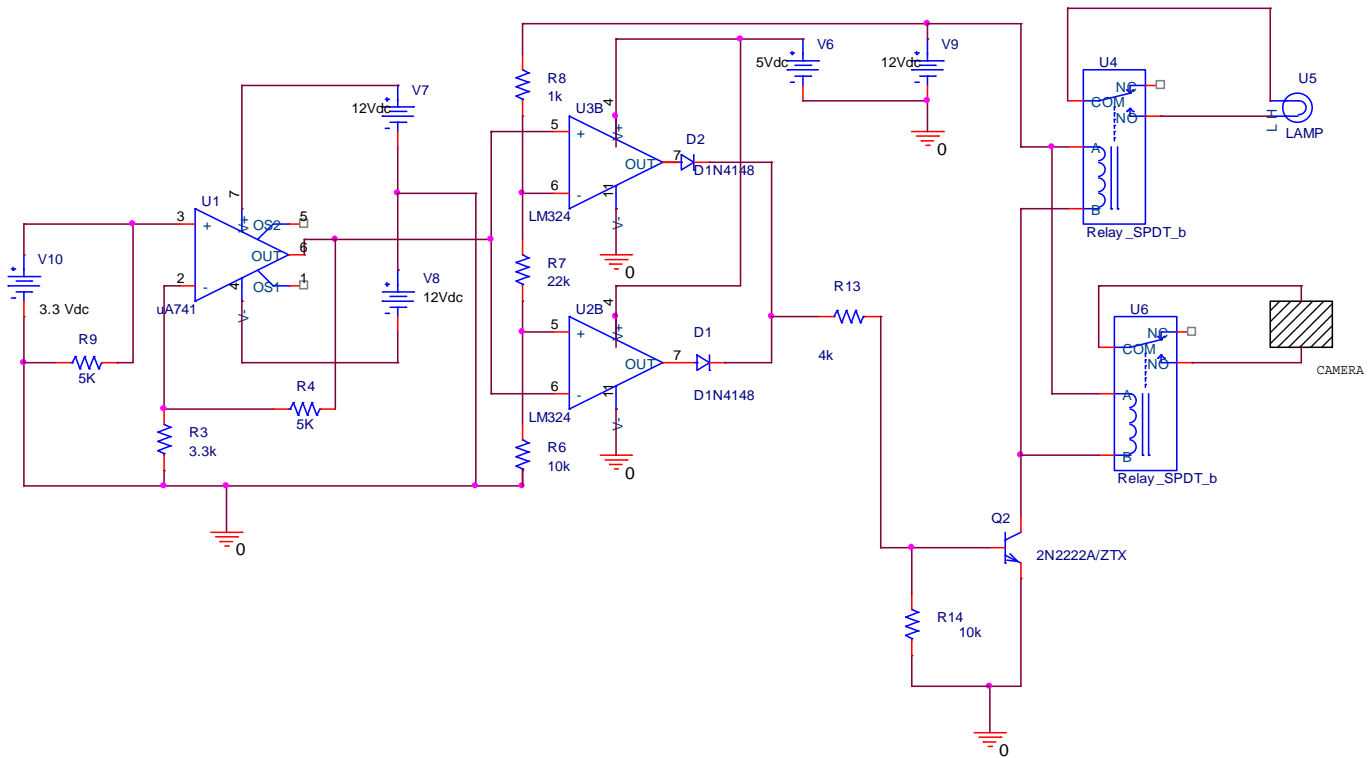 V6
V9
5Vdc
12Vdc
U4
NC
COM
NO
A
B
Relay_SPDT_b
U5
LAMP
R8
1k
U3B
4
V+
5
+
6
-
OUT
7
11
V-
LM324
0
D2
D1N4148
0
V7
12Vdc
U1
7
V+
3
+
2
-
OS2
5
OUT
6
OS1
1
4
V-
uA741
V10
3.3 Vdc
R9
5K
V8
12Vdc
R4
5K
R3
3.3k
0
R7
22k
U2B
4
V+
5
+
6
-
OUT
7
11
V-
LM324
0
D1
D1N4148
R6
10k
R13
4k
U6
NC
COM
NO
A
B
Relay_SPDT_b
CAMERA
Q2
2N2222A/ZTX
R14
10k
0